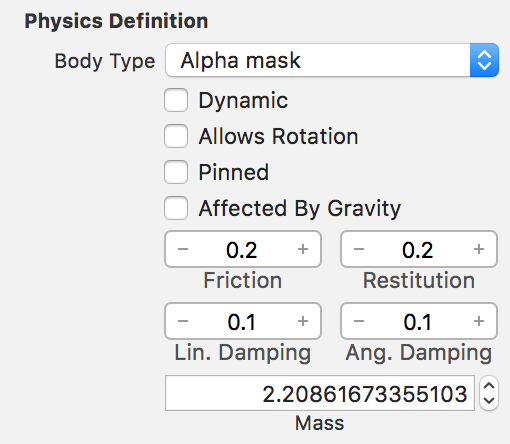 Physics Definition
Body Type Alpha mask
Dynamic
Allows Rotation
Pinned
Affected By Gravity
− 0.2 + − 0.2 +
Friction Restitution
− 0.1 + − 0.1 +
Lin. Damping Ang. Damping
2.20861673355103
Mass